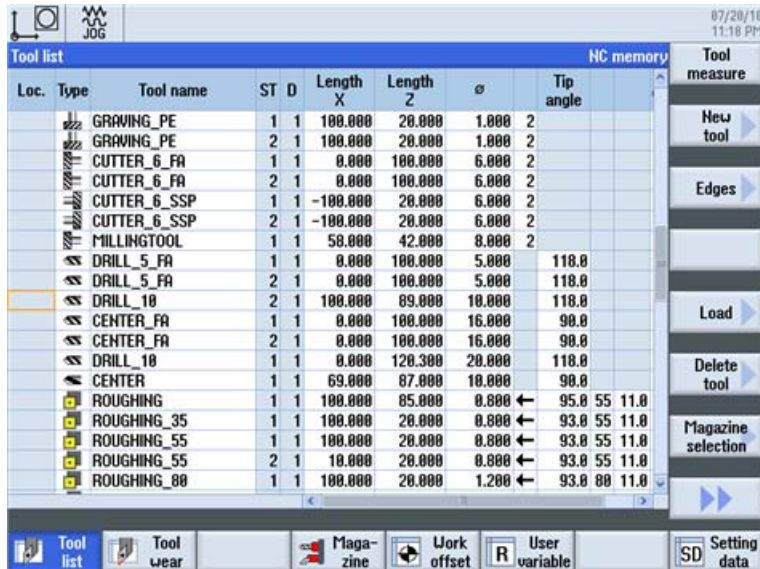 JOG
07/20/18
11:18 PM
Tool list NC memory
Tool measure
Loc. Type Tool name ST D Length X Length Z ø Tip angle
GRAVING_PE 1 1 100.000 20.000 1.000 2
GRAVING_PE 2 1 100.000 20.000 1.000 2
New tool
CUTTER_6_FA 1 1 0.000 100.000 6.000 2
CUTTER_6_FA 2 1 0.000 100.000 6.000 2
Edges
CUTTER_6_SSP 1 1 -100.000 20.000 6.000 2
CUTTER_6_SSP 2 1 -100.000 20.000 6.000 2
MILLINGTOOL 1 1 50.000 42.000 8.000 2
DRILL_5_FA 1 1 0.000 100.000 5.000 118.0
DRILL_5_FA 2 1 0.000 100.000 5.000 118.0
DRILL_10 2 1 100.000 89.000 10.000 118.0
Load
CENTER_FA 1 1 0.000 100.000 16.000 90.0
CENTER_FA 2 1 0.000 100.000 16.000 90.0
DRILL_10 1 1 0.000 120.300 20.000 118.0
Delete tool
CENTER 1 1 69.000 87.000 10.000 90.0
ROUGHING 1 1 100.000 85.000 0.800 ← 95.0 55 11.0
ROUGHING_35 1 1 100.000 20.000 0.800 ← 93.0 55 11.0
Magazine selection
ROUGHING_55 1 1 100.000 20.000 0.800 ← 93.0 55 11.0
ROUGHING_55 2 1 10.000 20.000 0.800 ← 93.0 55 11.0
ROUGHING_80 1 1 100.000 20.000 1.200 ← 93.0 80 11.0
Tool list
Tool wear
Maga-
zine
Work offset
R User variable
SD Setting data